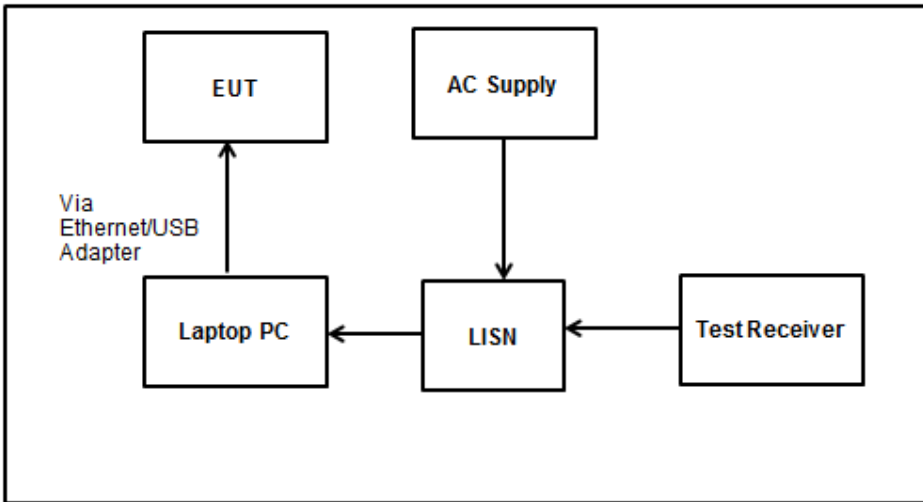 EUT
AC Supply
Via
Ethernet/USB
Adapter
Laptop PC
LISN
Test Receiver